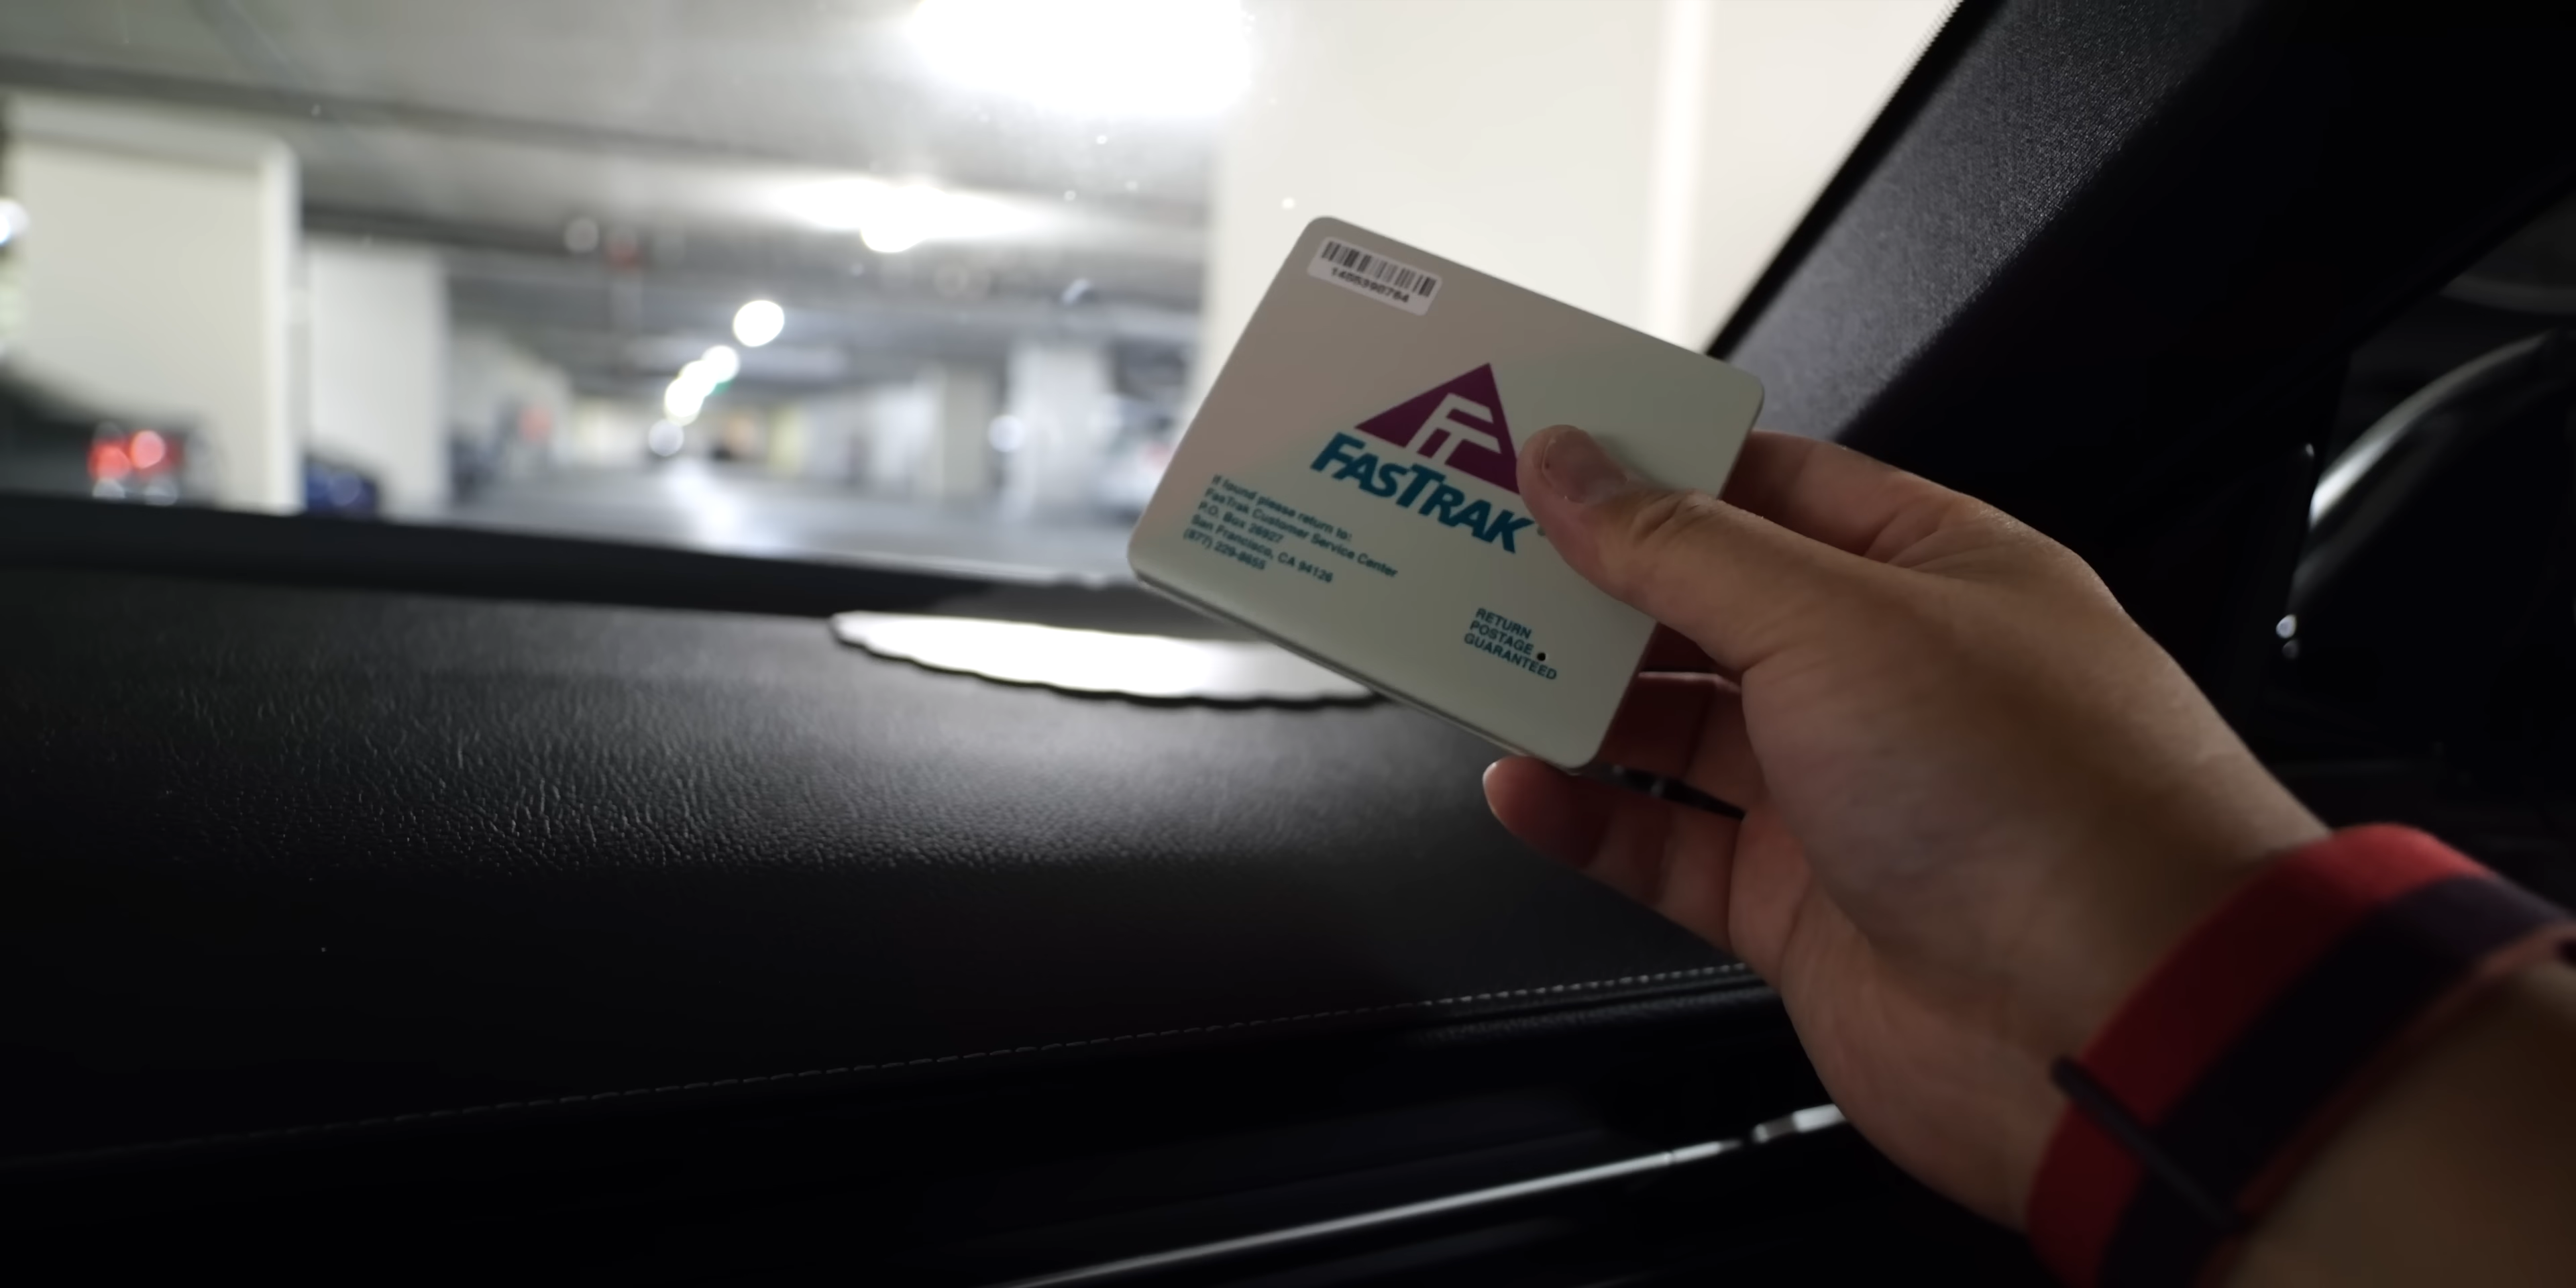 FT
FASTRAK
If found please return to:
FasTrak Customer Service Center
P.O. Box 26927
San Francisco, CA 94126
(877) 229-8655
RETURN
POSTAGE
GUARANTEED